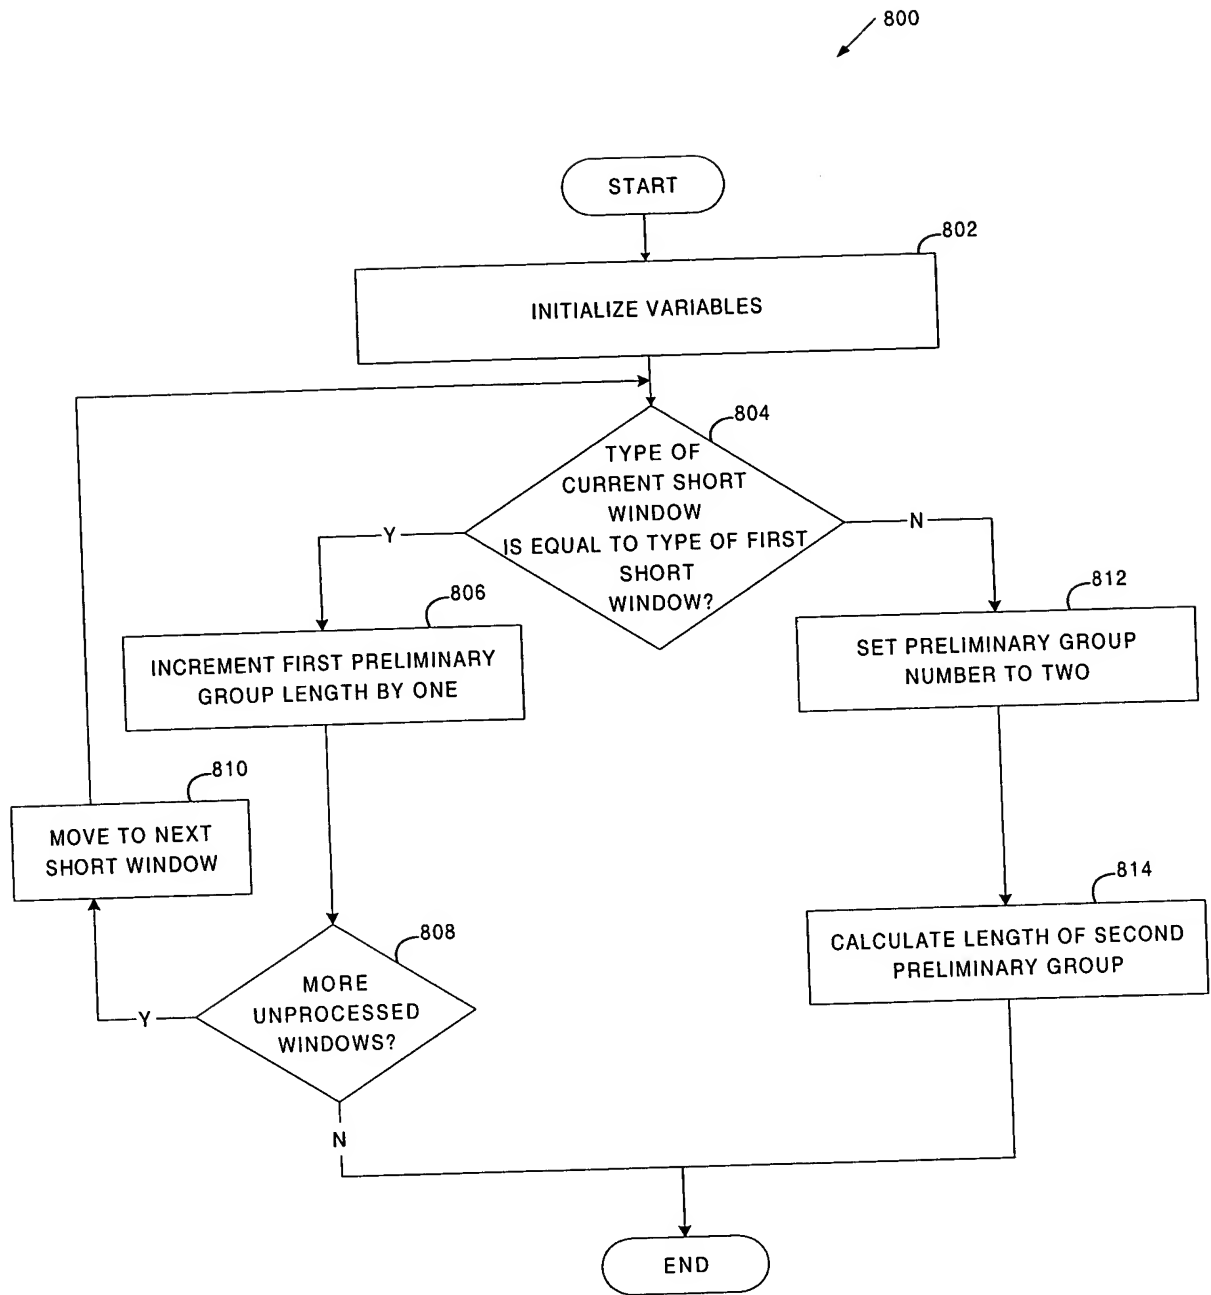 800
START
802
INITIALIZE VARIABLES
804
TYPE OF
CURRENT SHORT
WINDOW
IS EQUAL TO TYPE OF FIRST
SHORT
WINDOW?
Y
N
806
INCREMENT FIRST PRELIMINARY
GROUP LENGTH BY ONE
812
SET PRELIMINARY GROUP
NUMBER TO TWO
810
MOVE TO NEXT
SHORT WINDOW
808
MORE
UNPROCESSED
WINDOWS?
Y
N
814
CALCULATE LENGTH OF SECOND
PRELIMINARY GROUP
END